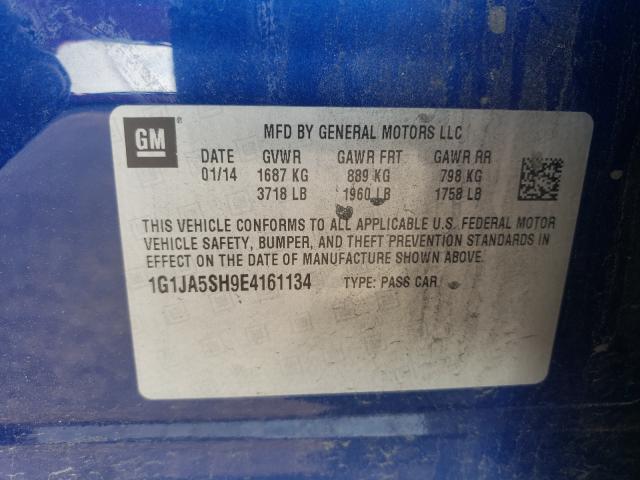 GM
MFD BY GENERAL MOTORS LLC
DATE GVWR GAWR FRT GAWR RR
01/14 1687 KG 889 KG 798 KG
3718 LB 1960 LB 1758 LB
THIS VEHICLE CONFORMS TO ALL APPLICABLE U.S. FEDERAL MOTOR
VEHICLE SAFETY, BUMPER, AND THEFT PREVENTION STANDARDS IN
EFFECT ON THE DATE OF MANUFACTURE SHOWN ABOVE.
1G1JA5SH9E4161134 TYPE: PASS CAR